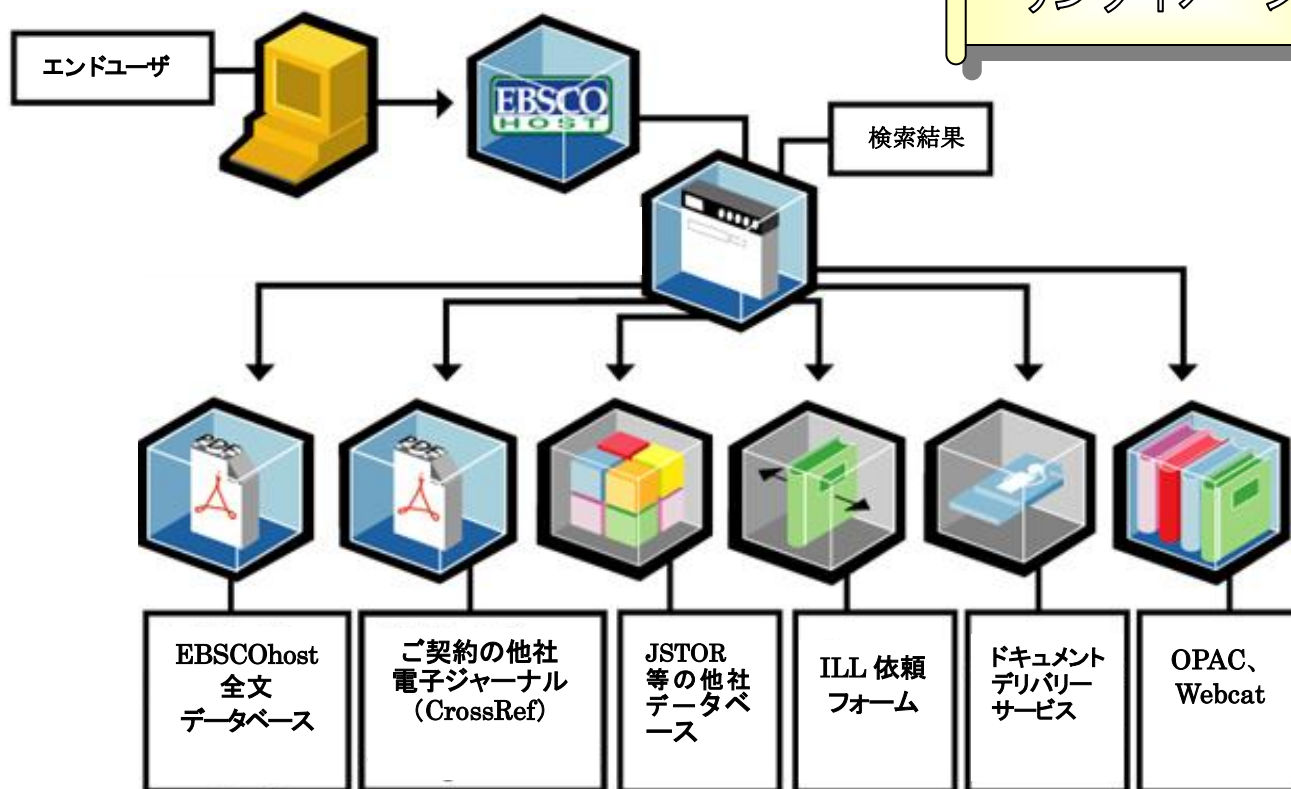 エンドユーザ
EBSCO
HOST
検索結果
EBSCOhost
全文
データベース
ご契約の他社
電子ジャーナル
（CrossRef）
JSTOR
等の他社
データベ
ース
ILL 依頼
フォーム
ドキュメント
デリバリー
サービス
OPAC、
Webcat